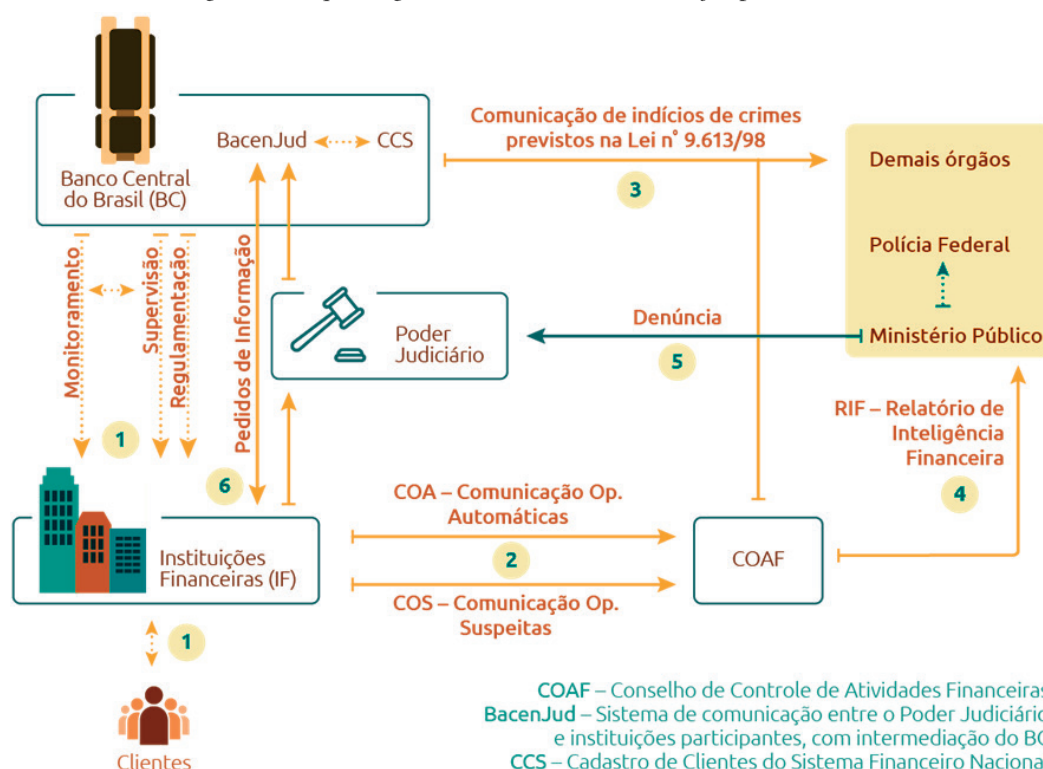 BacenJud
CCS
Banco Central
do Brasil (BC)
Comunicação de indícios de crimes
previstos na Lei n° 9.613/98
3
Demais órgãos
Polícia Federal
Ministério Público
Monitoramento
Supervisão
Regulamentação
Pedidos de Informação
Poder
Judiciário
Denúncia
5
1
6
RIF – Relatório de
Inteligência
Financeira
4
COA – Comunicação Op.
Automáticas
2
COS – Comunicação Op.
Suspeitas
Instituições
Financeiras (IF)
COAF
1
Clientes
COAF – Conselho de Controle de Atividades Financeiras
BacenJud – Sistema de comunicação entre o Poder Judiciário
e instituições participantes, com intermediação do BC
CCS – Cadastro de Clientes do Sistema Financeiro Nacional